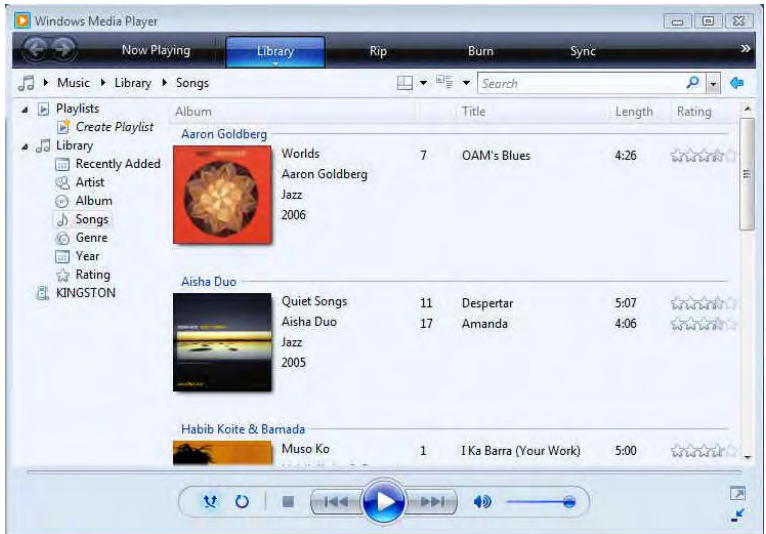 Windows Media Player
Now Playing Library Rip Burn Sync »
Music Library Songs Search
Playlists
Create Playlist
Library
Recently Added
Artist
Album
Songs
Genre
Year
Rating
KINGSTON
Album Title Length Rating
Aaron Goldberg
Worlds 7 OAM's Blues 4:26
Aaron Goldberg
Jazz
2006
Aisha Duo
Quiet Songs 11 Despertar 5:07
Aisha Duo 17 Amanda 4:06
Jazz
2005
Habib Koite & Bamada
Muso Ko 1 I Ka Barra (Your Work) 5:00